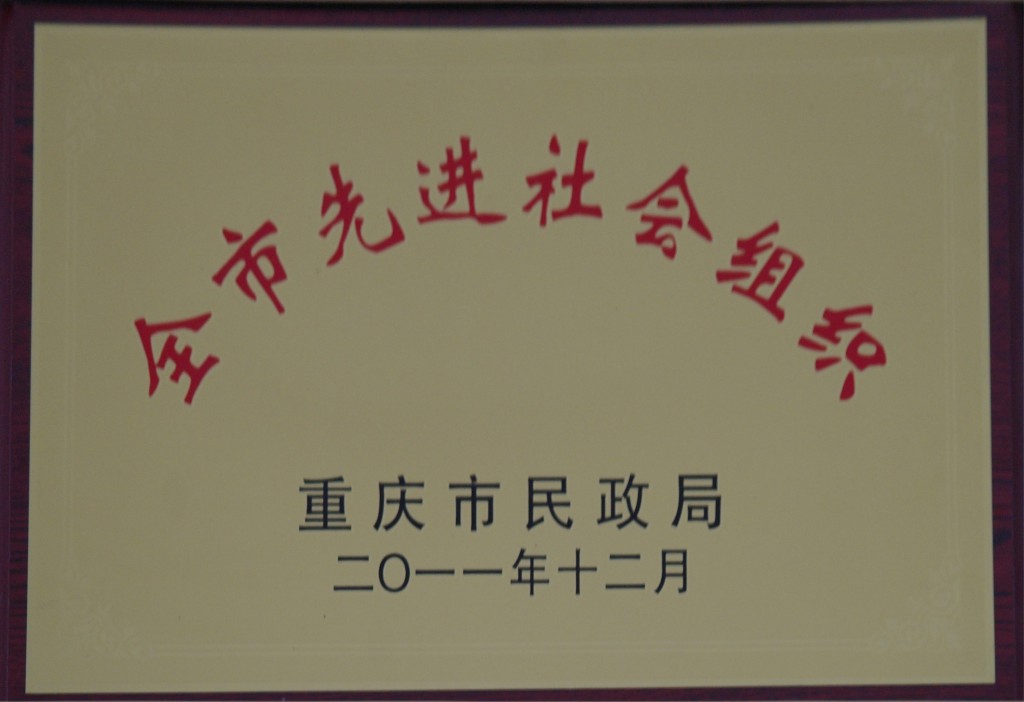 全市先进社会组织
重庆市民政局
二〇一一年十二月